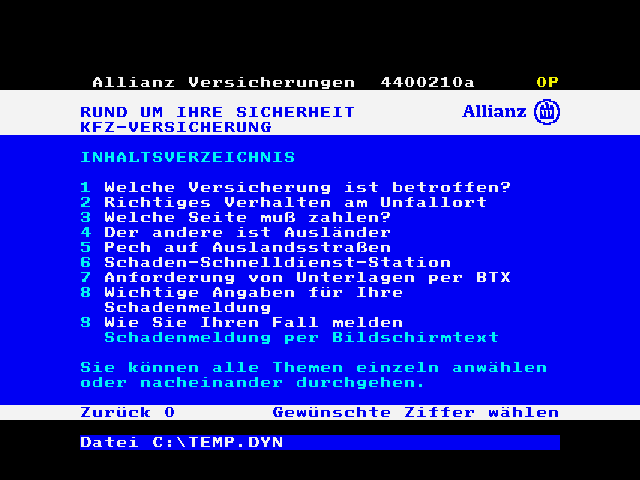 Allianz Versicherungen 4400210a 0P
RUND UM IHRE SICHERHEIT Allianz
KFZ-VERSICHERUNG
INHALTSVERZEICHNIS
1 Welche Versicherung ist betroffen?
2 Richtiges Verhalten am Unfallort
3 Welche Seite muß zahlen?
4 Der andere ist Ausländer
5 Pech auf Auslandsstraßen
6 Schaden-Schnelldienst-Station
7 Anforderung von Unterlagen per BTX
8 Wichtige Angaben für Ihre
Schadenmeldung
9 Wie Sie Ihren Fall melden
Schadenmeldung per Bildschirmtext
Sie können alle Themen einzeln anwählen
oder nacheinander durchgehen.
Zurück 0 Gewünschte Ziffer wählen
Datei C:\TEMP.DYN